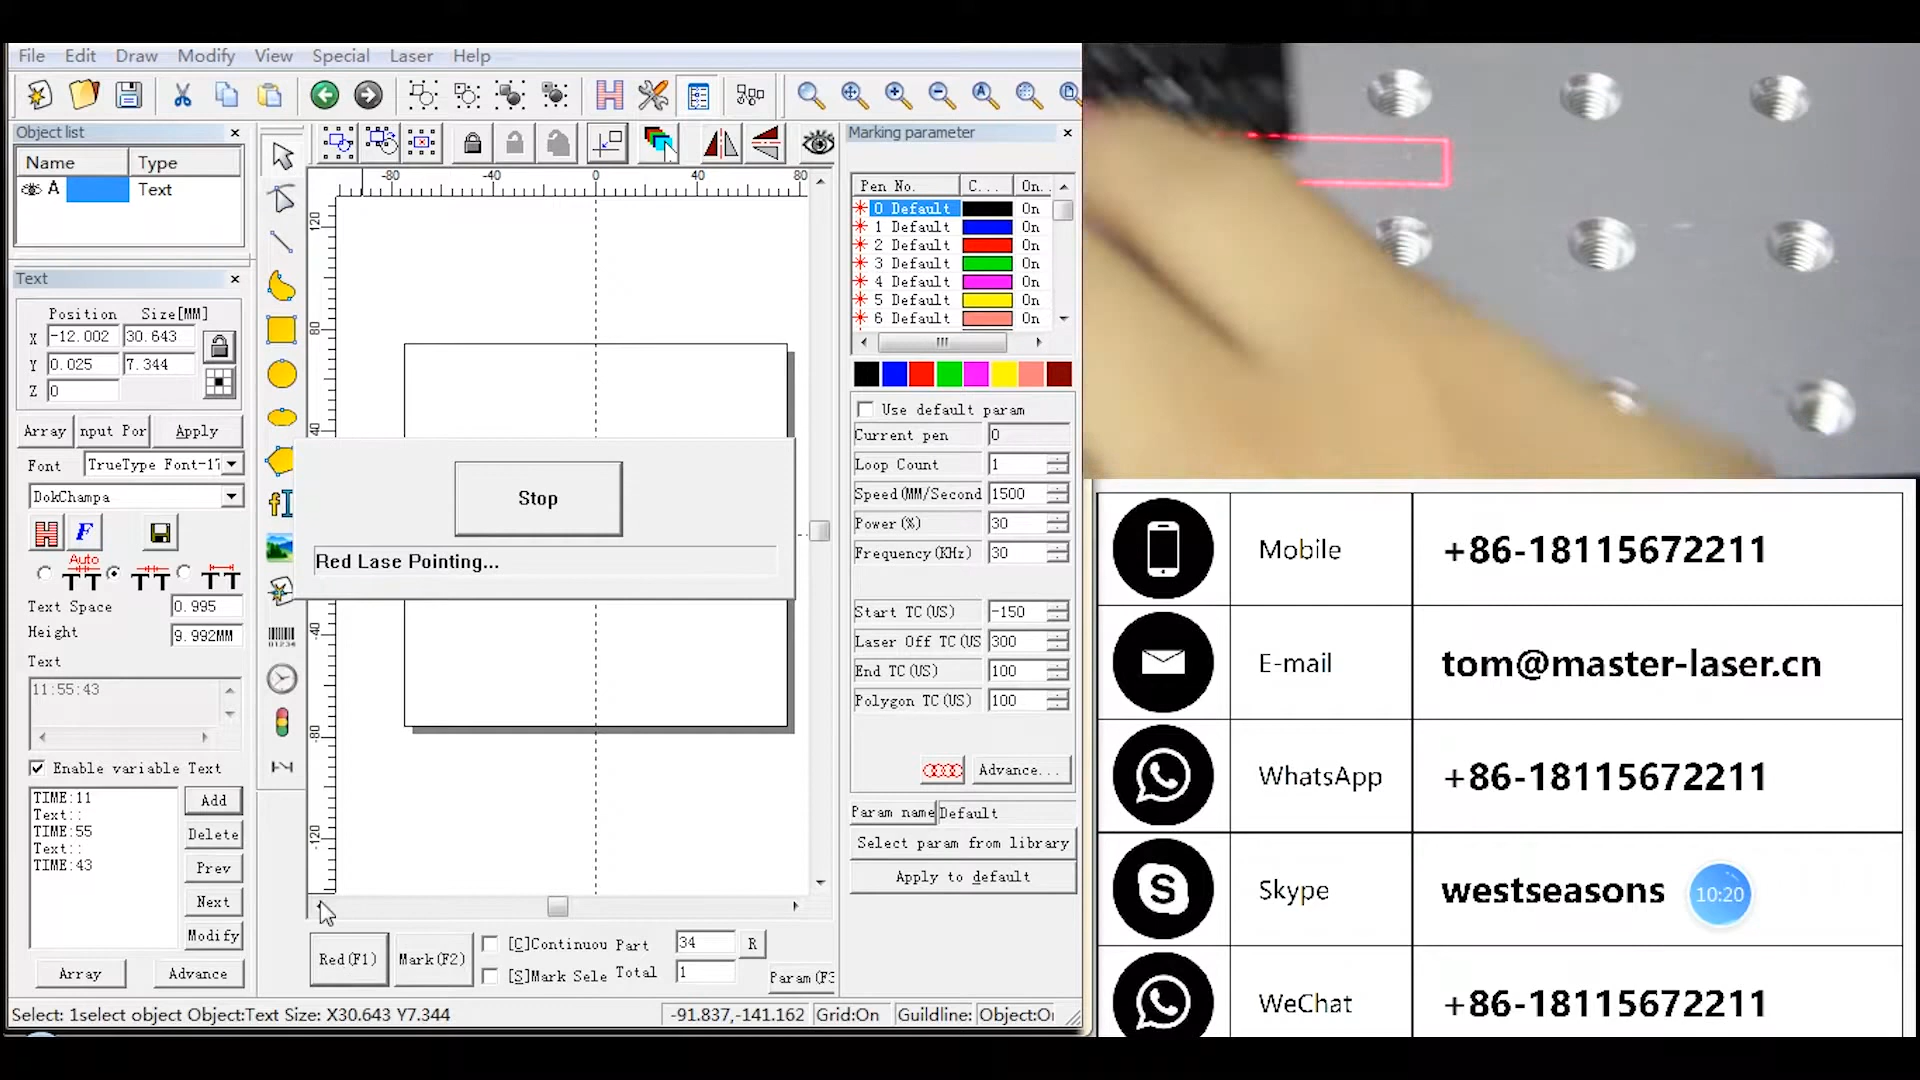 File Edit Draw Modify View Special Laser Help
Object list
Name Type
A Text
Text
Position Size[MM]
X -12.002 30.643
Y 0.025 7.344
Z 0
Array nput Por Apply
Font TrueType Font-17
DokChampa
F
Auto
TT TT TT
Text Space 0.995
Height 9.992MM
Text
11:55:43
Enable variable Text
TIME:11
Text::
TIME:55
Text::
TIME:43
Add
Delete
Prev
Next
Modify
Array Advance
-80 -40 0 40 80
120
80
40
-40
-80
-120
Stop
Red Lase Pointing...
Red(F1) Mark(F2)
[C]Continuou Part 34 R
[S]Mark Sele Total 1
Param(F3
Select: 1select object Object:Text Size: X30.643 Y7.344
-91.837,-141.162 Grid:On Guildline: Object:O
Marking parameter
Pen No. C... On.
0 Default On
1 Default On
2 Default On
3 Default On
4 Default On
5 Default On
6 Default On
Use default param
Current pen 0
Loop Count 1
Speed(MM/Second 1500
Power(%) 30
Frequency(KHz) 30
Start TC(US) -150
Laser Off TC(US 300
End TC(US) 100
Polygon TC(US) 100
Advance...
Param name Default
Select param from library
Apply to default
Mobile +86-18115672211
E-mail tom@master-laser.cn
WhatsApp +86-18115672211
Skype westseasons 10:20
WeChat +86-18115672211